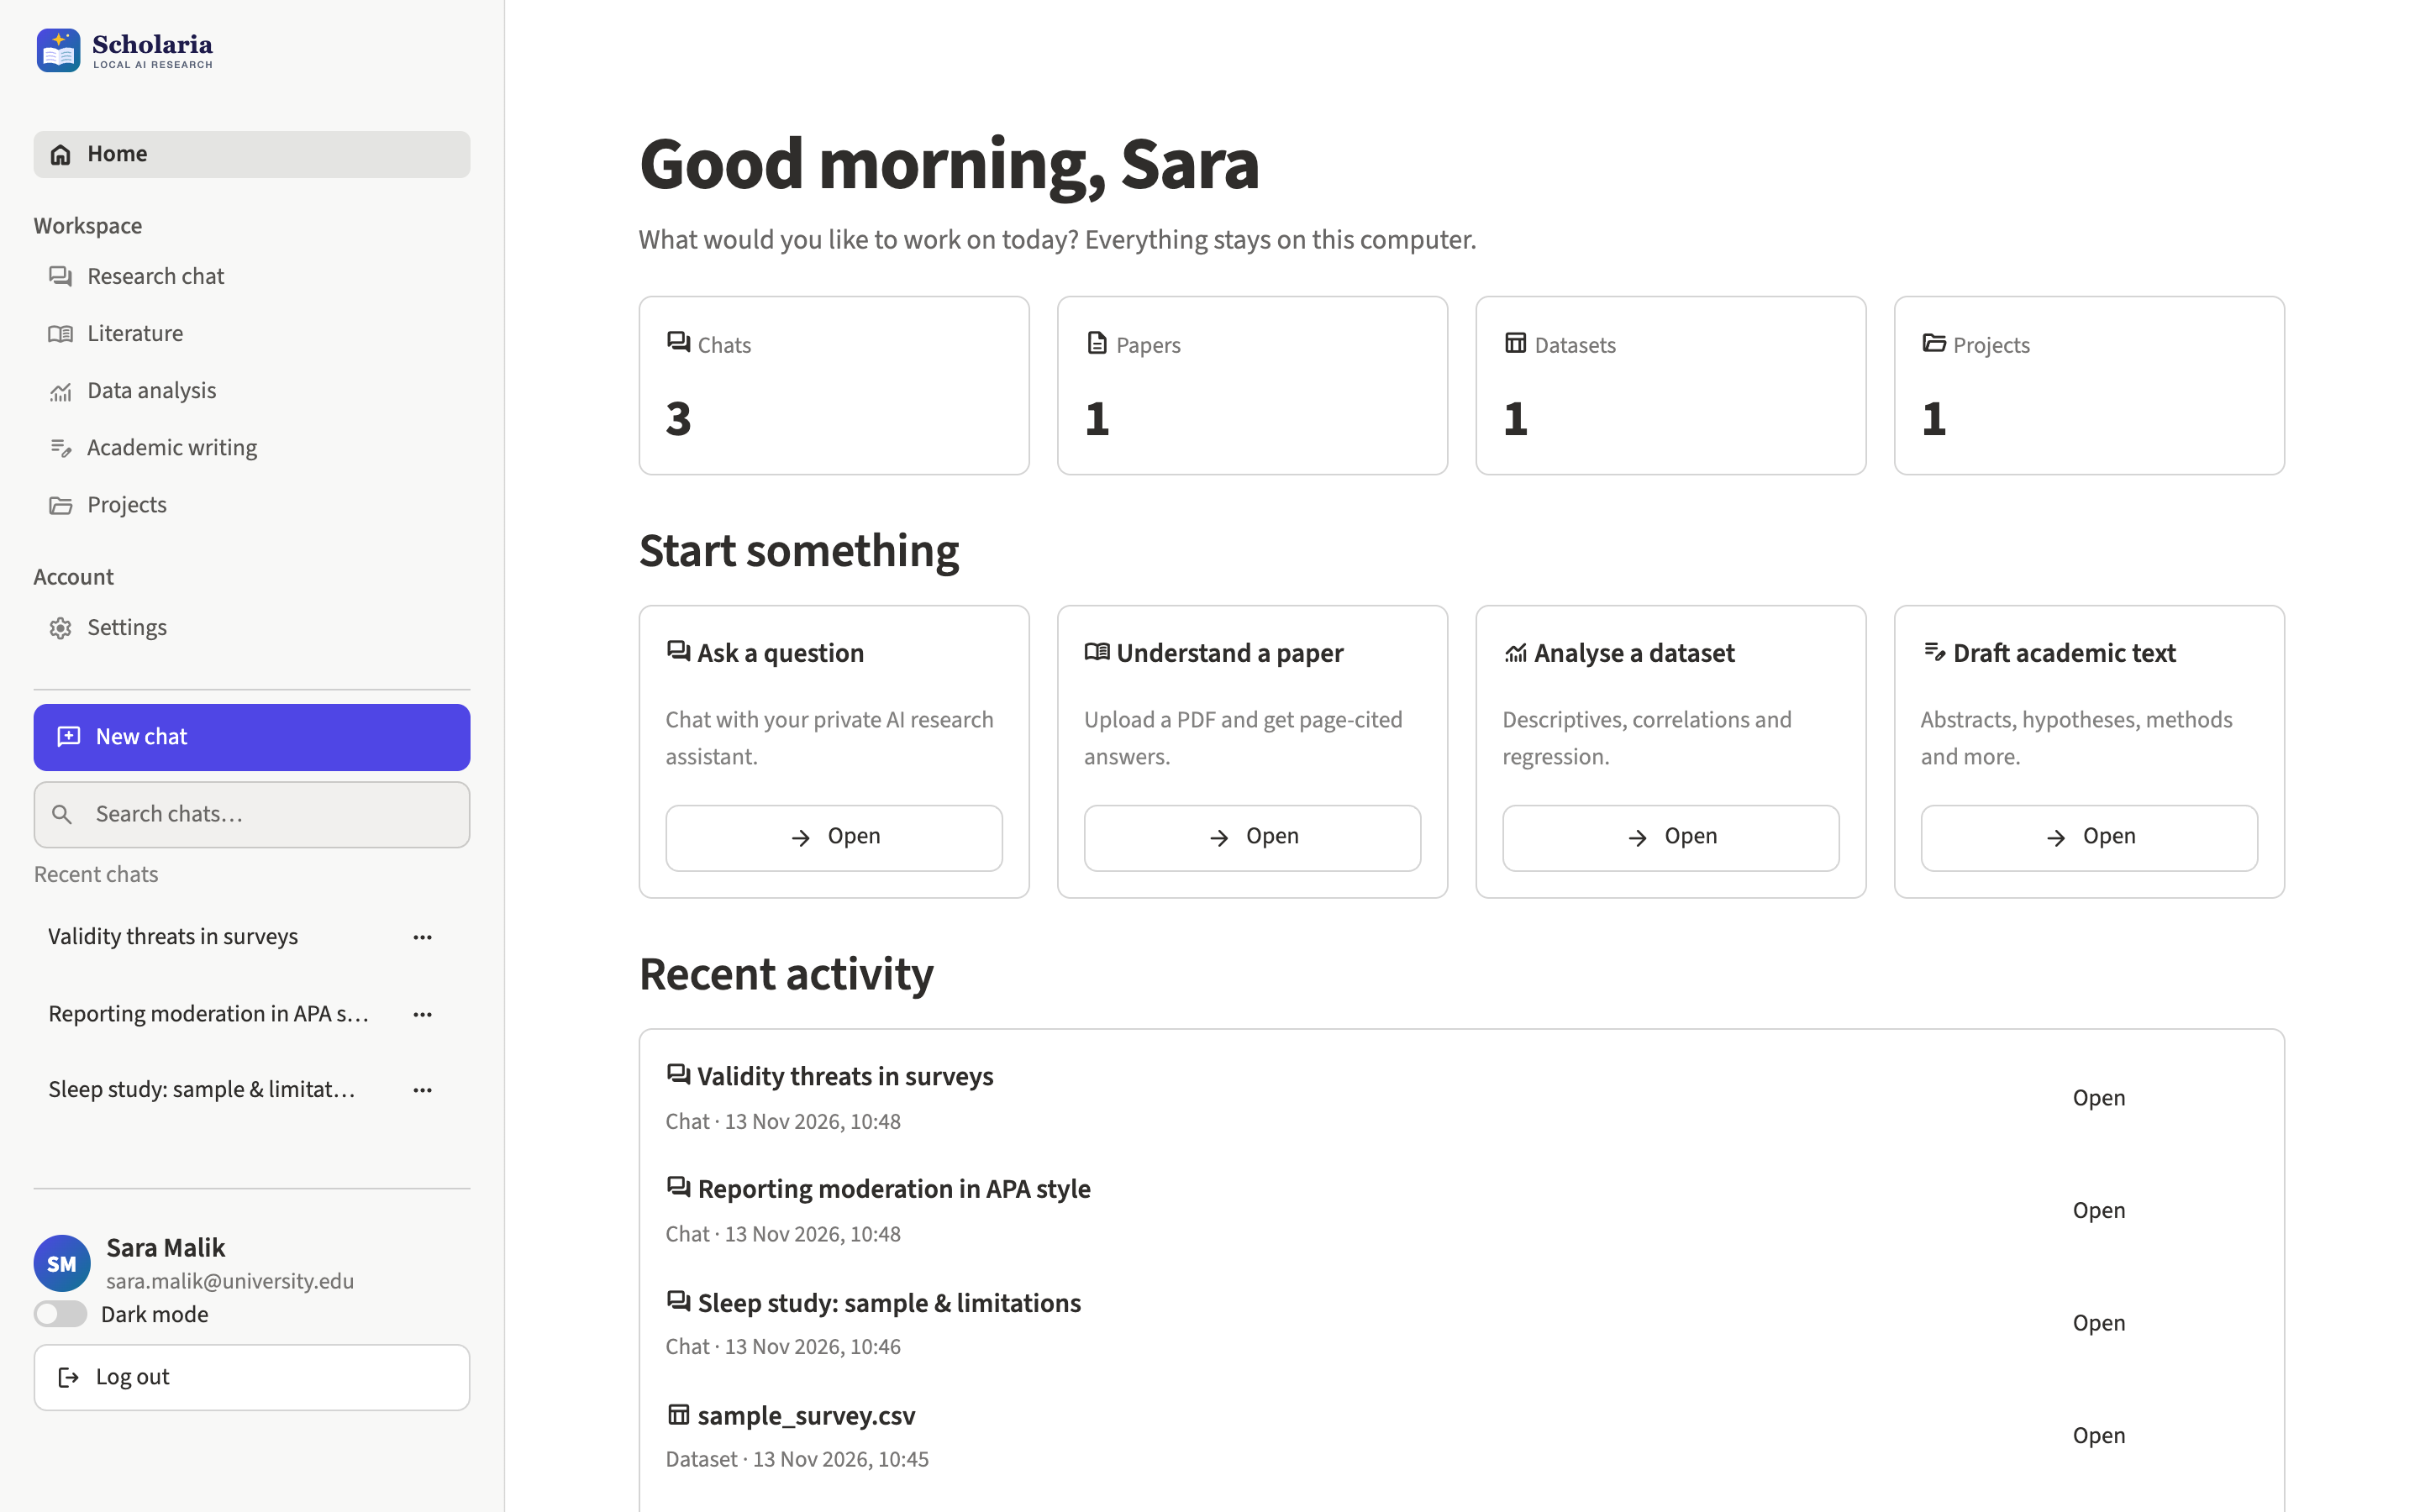 Scholaria
LOCAL AI RESEARCH
Home
Workspace
Research chat
Literature
Data analysis
Academic writing
Projects
Account
Settings
New chat
Search chats…
Recent chats
Validity threats in surveys
Reporting moderation in APA s…
Sleep study: sample & limitat…
SM
Sara Malik
sara.malik@university.edu
Dark mode
Log out
Good morning, Sara
What would you like to work on today? Everything stays on this computer.
Chats
3
Papers
1
Datasets
1
Projects
1
Start something
Ask a question
Chat with your private AI research
assistant.
Open
Understand a paper
Upload a PDF and get page-cited
answers.
Open
Analyse a dataset
Descriptives, correlations and
regression.
Open
Draft academic text
Abstracts, hypotheses, methods
and more.
Open
Recent activity
Validity threats in surveys
Chat · 13 Nov 2026, 10:48
Open
Reporting moderation in APA style
Chat · 13 Nov 2026, 10:48
Open
Sleep study: sample & limitations
Chat · 13 Nov 2026, 10:46
Open
sample_survey.csv
Dataset · 13 Nov 2026, 10:45
Open